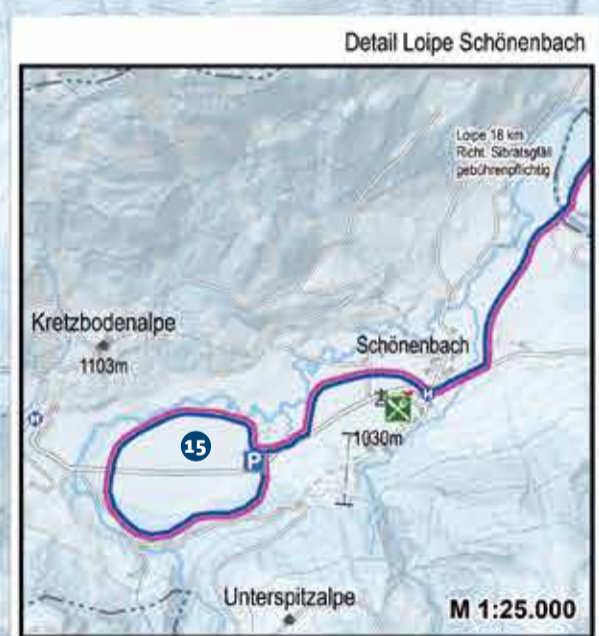 Detail Loipe Schönenbach
Loipe 18 km
Richt. Sibratsgfäll
gebührenpflichtig
Kretzbodenalpe
1103m
Schönenbach
H
H
15
P
1030m
Unterspitzalpe
M 1:25.000